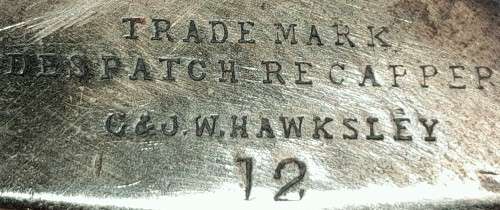 TRADE MARK
DESPATCH RECAPPER
G&J.W.HAWKSLEY
12